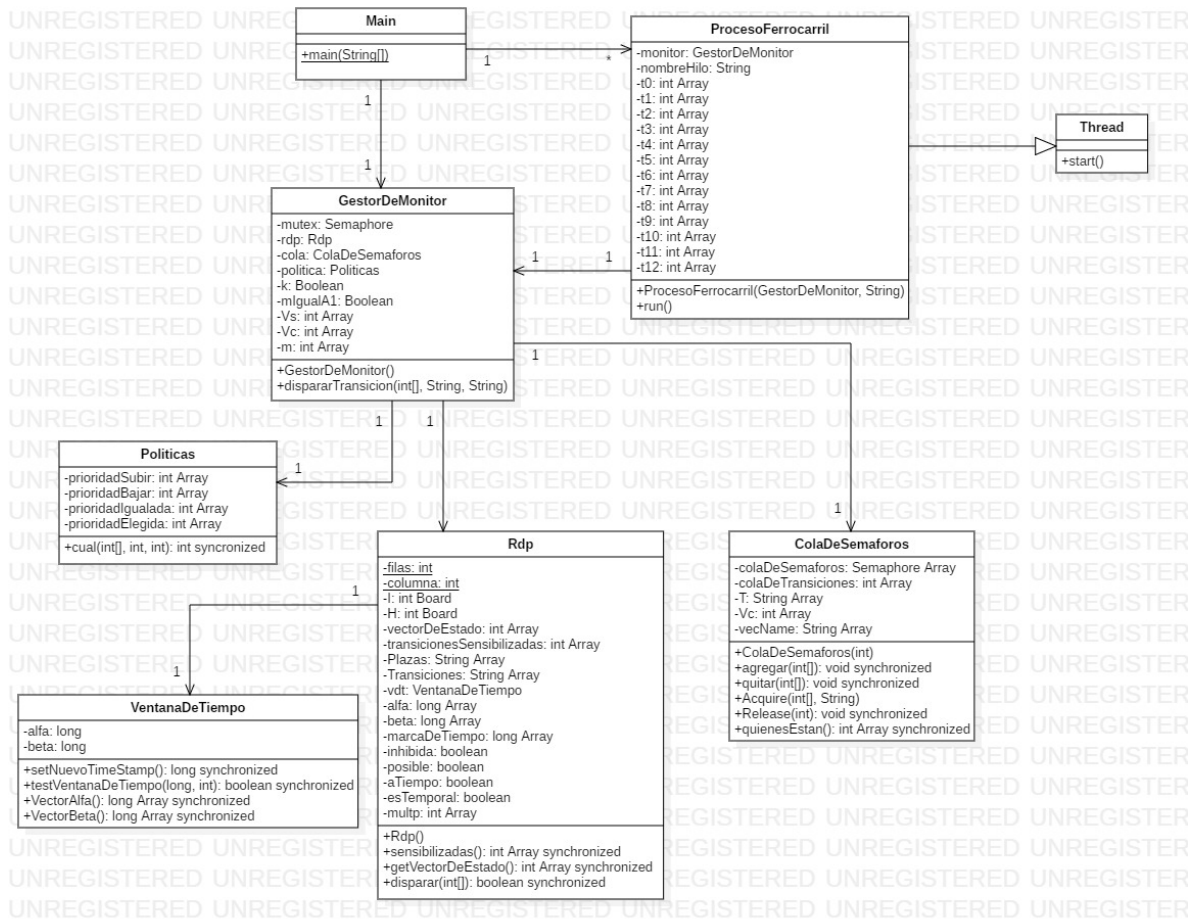 Main
+main(String[])
1
*
1
1
ProcesoFerrocarril
-monitor: GestorDeMonitor
-nombreHilo: String
-t0: int Array
-t1: int Array
-t2: int Array
-t3: int Array
-t4: int Array
-t5: int Array
-t6: int Array
-t7: int Array
-t8: int Array
-t9: int Array
-t10: int Array
-t11: int Array
-t12: int Array
+ProcesoFerrocarril(GestorDeMonitor, String)
+run()
Thread
+start()
GestorDeMonitor
-mutex: Semaphore
-rdp: Rdp
-cola: ColaDeSemaforos
-politica: Politicas
-k: Boolean
-mIgualA1: Boolean
-Vs: int Array
-Vc: int Array
-m: int Array
+GestorDeMonitor()
+dispararTransicion(int[], String, String)
1
1
1
1
1
1
1
Politicas
-prioridadSubir: int Array
-prioridadBajar: int Array
-prioridadIgualada: int Array
-prioridadElegida: int Array
+cual(int[], int, int): int syncronized
Rdp
-filas: int
-columna: int
-I: int Board
-H: int Board
-vectorDeEstado: int Array
-transicionesSensibilizadas: int Array
-Plazas: String Array
-Transiciones: String Array
-vdt: VentanaDeTiempo
-alfa: long Array
-beta: long Array
-marcaDeTiempo: long Array
-inhibida: boolean
-posible: boolean
-aTiempo: boolean
-esTemporal: boolean
-multp: int Array
+Rdp()
+sensibilizadas(): int Array synchronized
+getVectorDeEstado(): int Array synchronized
+disparar(int[]): boolean synchronized
1
1
ColaDeSemaforos
-colaDeSemaforos: Semaphore Array
-colaDeTransiciones: int Array
-T: String Array
-Vc: int Array
-vecName: String Array
+ColaDeSemaforos(int)
+agregar(int[]): void synchronized
+quitar(int[]): void synchronized
+Acquire(int[], String)
+Release(int): void synchronized
+quienesEstan(): int Array synchronized
VentanaDeTiempo
-alfa: long
-beta: long
+setNuevoTimeStamp(): long synchronized
+testVentanaDeTiempo(long, int): boolean synchronized
+VectorAlfa(): long Array synchronized
+VectorBeta(): long Array synchronized
UNREGISTERED